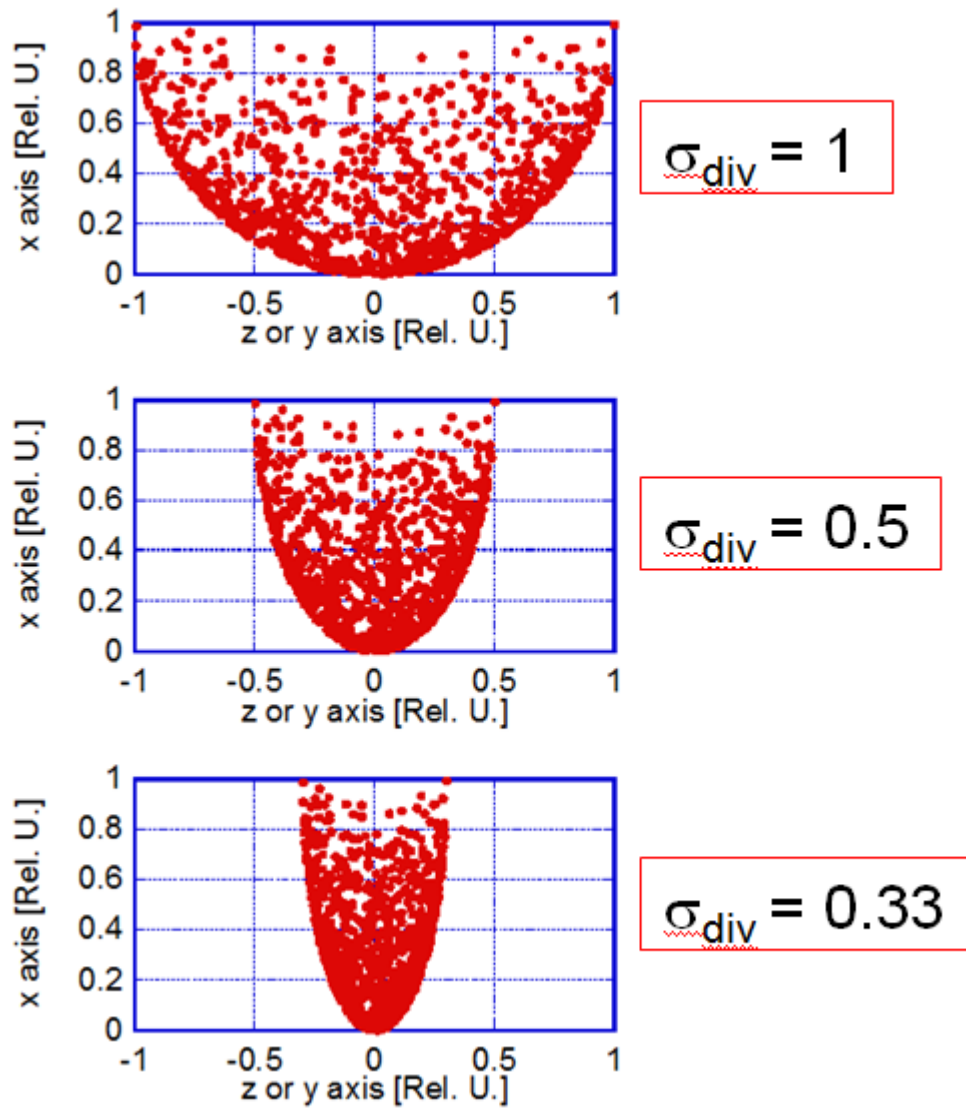 1
0.8
0.6
0.4
0.2
0
x axis [Rel. U.]
-1 -0.5 0 0.5 1
z or y axis [Rel. U.]
σdiv = 1
1
0.8
0.6
0.4
0.2
0
x axis [Rel. U.]
-1 -0.5 0 0.5 1
z or y axis [Rel. U.]
σdiv = 0.5
1
0.8
0.6
0.4
0.2
0
x axis [Rel. U.]
-1 -0.5 0 0.5 1
z or y axis [Rel. U.]
σdiv = 0.33